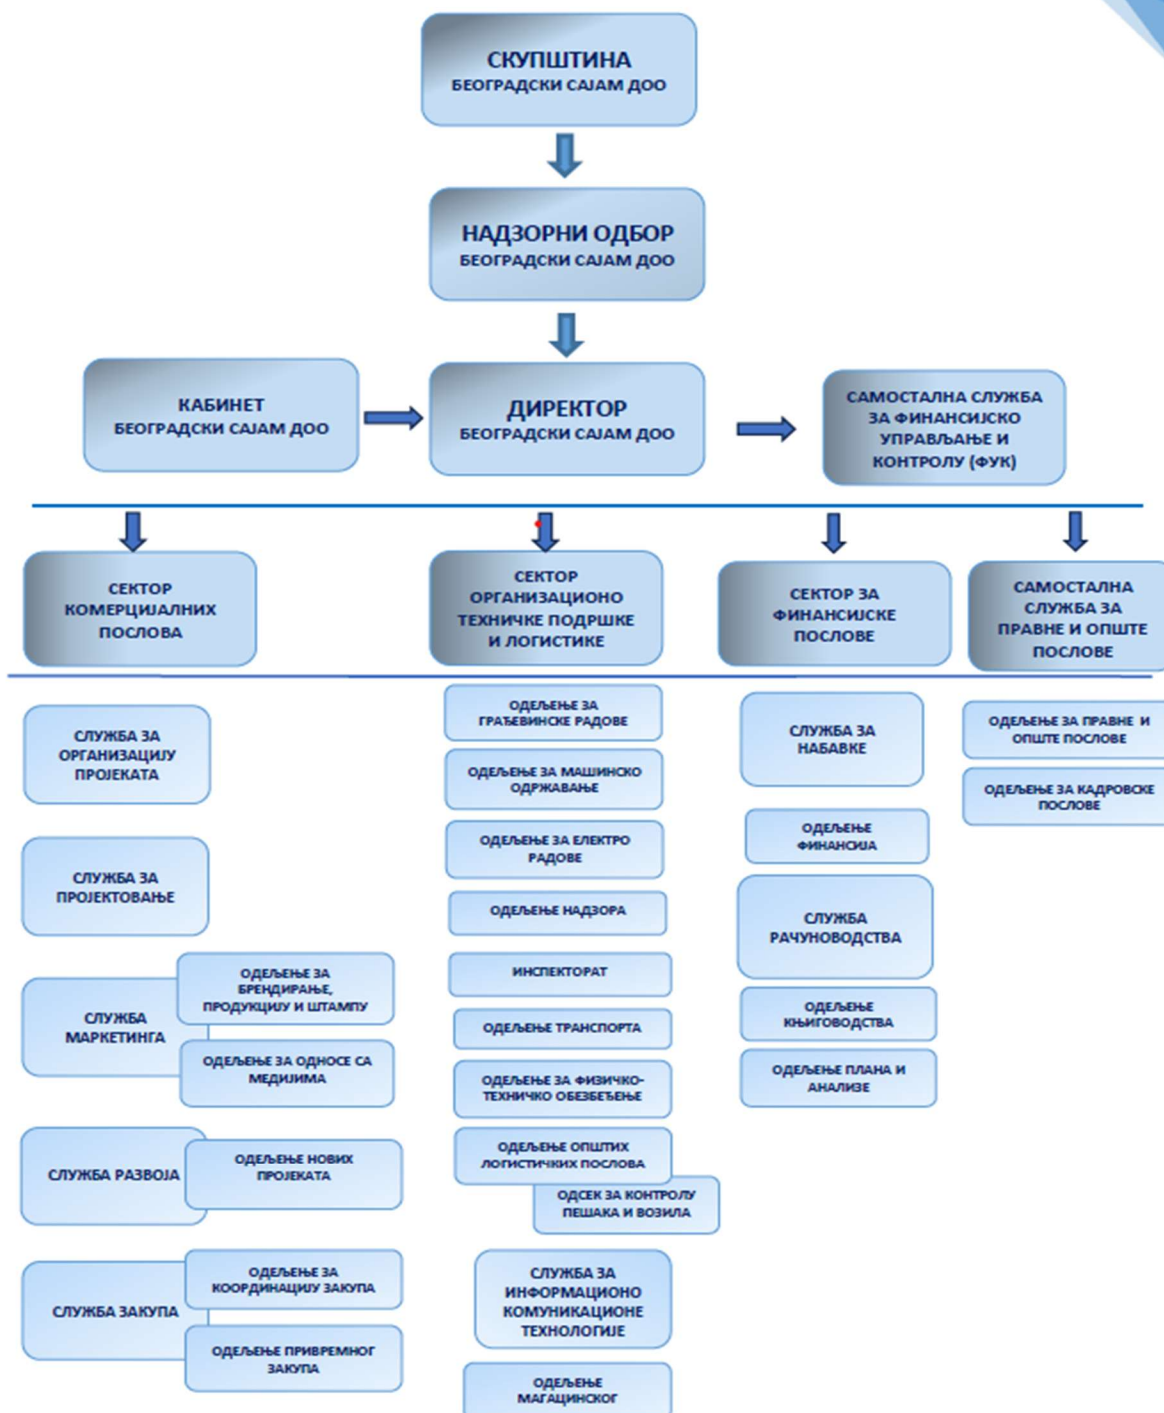 СКУПШТИНА
БЕОГРАДСКИ САЈАМ ДОО
НАДЗОРНИ ОДБОР
БЕОГРАДСКИ САЈАМ ДОО
КАБИНЕТ
БЕОГРАДСКИ САЈАМ ДОО
ДИРЕКТОР
БЕОГРАДСКИ САЈАМ ДОО
САМОСТАЛНА СЛУЖБА
ЗА ФИНАНСИЈСКО
УПРАВЉАЊЕ И
КОНТРОЛУ (ФУК)
СЕКТОР
КОМЕРЦИЈАЛНИХ
ПОСЛОВА
СЕКТОР
ОРГАНИЗАЦИОНО
ТЕХНИЧКЕ ПОДРШКЕ
И ЛОГИСТИКЕ
СЕКТОР ЗА
ФИНАНСИЈСКЕ
ПОСЛОВЕ
САМОСТАЛНА
СЛУЖБА ЗА
ПРАВНЕ И ОПШТЕ
ПОСЛОВЕ
СЛУЖБА ЗА
ОРГАНИЗАЦИЈУ
ПРОЈЕКАТА
СЛУЖБА ЗА
ПРОЈЕКТОВАЊЕ
СЛУЖБА
МАРКЕТИНГА
ОДЕЉЕЊЕ ЗА
БРЕНДИРАЊЕ,
ПРОДУКЦИЈУ И ШТАМПУ
ОДЕЉЕЊЕ ЗА ОДНОСЕ СА
МЕДИЈИМА
СЛУЖБА РАЗВОЈА
ОДЕЉЕЊЕ НОВИХ
ПРОЈЕКАТА
СЛУЖБА ЗАКУПА
ОДЕЉЕЊЕ ЗА
КООРДИНАЦИЈУ ЗАКУПА
ОДЕЉЕЊЕ ПРИВРЕМНОГ
ЗАКУПА
ОДЕЉЕЊЕ ЗА
ГРАЂЕВИНСКЕ РАДОВЕ
ОДЕЉЕЊЕ ЗА МАШИНСКО
ОДРЖАВАЊЕ
ОДЕЉЕЊЕ ЗА ЕЛЕКТРО
РАДОВЕ
ОДЕЉЕЊЕ НАДЗОРА
ИНСПЕКТОРАТ
ОДЕЉЕЊЕ ТРАНСПОРТА
ОДЕЉЕЊЕ ЗА ФИЗИЧКО-
ТЕХНИЧКО ОБЕЗБЕЂЕЊЕ
ОДЕЉЕЊЕ ОПШТИХ
ЛОГИСТИЧКИХ ПОСЛОВА
ОДСЕК ЗА КОНТРОЛУ
ПЕШАКА И ВОЗИЛА
СЛУЖБА ЗА
ИНФОРМАЦИОНО
КОМУНИКАЦИОНЕ
ТЕХНОЛОГИЈЕ
ОДЕЉЕЊЕ
МАГАЦИНСКОГ
СЛУЖБА ЗА
НАБАВКЕ
ОДЕЉЕЊЕ
ФИНАНСИЈА
СЛУЖБА
РАЧУНОВОДСТВА
ОДЕЉЕЊЕ
КЊИГОВОДСТВА
ОДЕЉЕЊЕ ПЛАНА И
АНАЛИЗЕ
ОДЕЉЕЊЕ ЗА ПРАВНЕ И
ОПШТЕ ПОСЛОВЕ
ОДЕЉЕЊЕ ЗА КАДРОВСКЕ
ПОСЛОВЕ